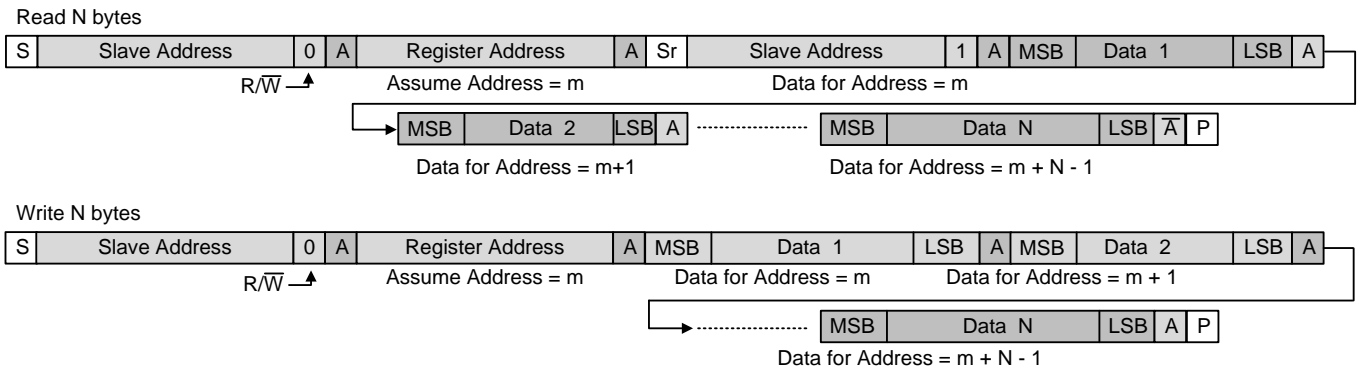 Read N bytes
S Slave Address 0 A Register Address A Sr Slave Address 1 A MSB Data 1 LSB A
R/W̅ Assume Address = m Data for Address = m
MSB Data 2 LSB A MSB Data N LSB A̅ P
Data for Address = m+1 Data for Address = m + N - 1
Write N bytes
S Slave Address 0 A Register Address A MSB Data 1 LSB A MSB Data 2 LSB A
R/W̅ Assume Address = m Data for Address = m Data for Address = m + 1
MSB Data N LSB A P
Data for Address = m + N - 1